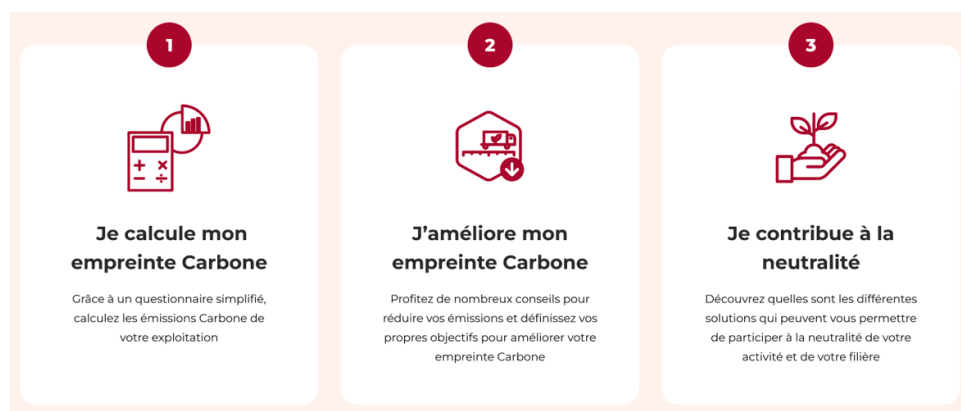 1
Je calcule mon
empreinte Carbone
Grâce à un questionnaire simplifié,
calculez les émissions Carbone de
votre exploitation
2
J’améliore mon
empreinte Carbone
Profitez de nombreux conseils pour
réduire vos émissions et définissez vos
propres objectifs pour améliorer votre
empreinte Carbone
3
Je contribue à la
neutralité
Découvrez quelles sont les différentes
solutions qui peuvent vous permettre
de participer à la neutralité de votre
activité et de votre filière